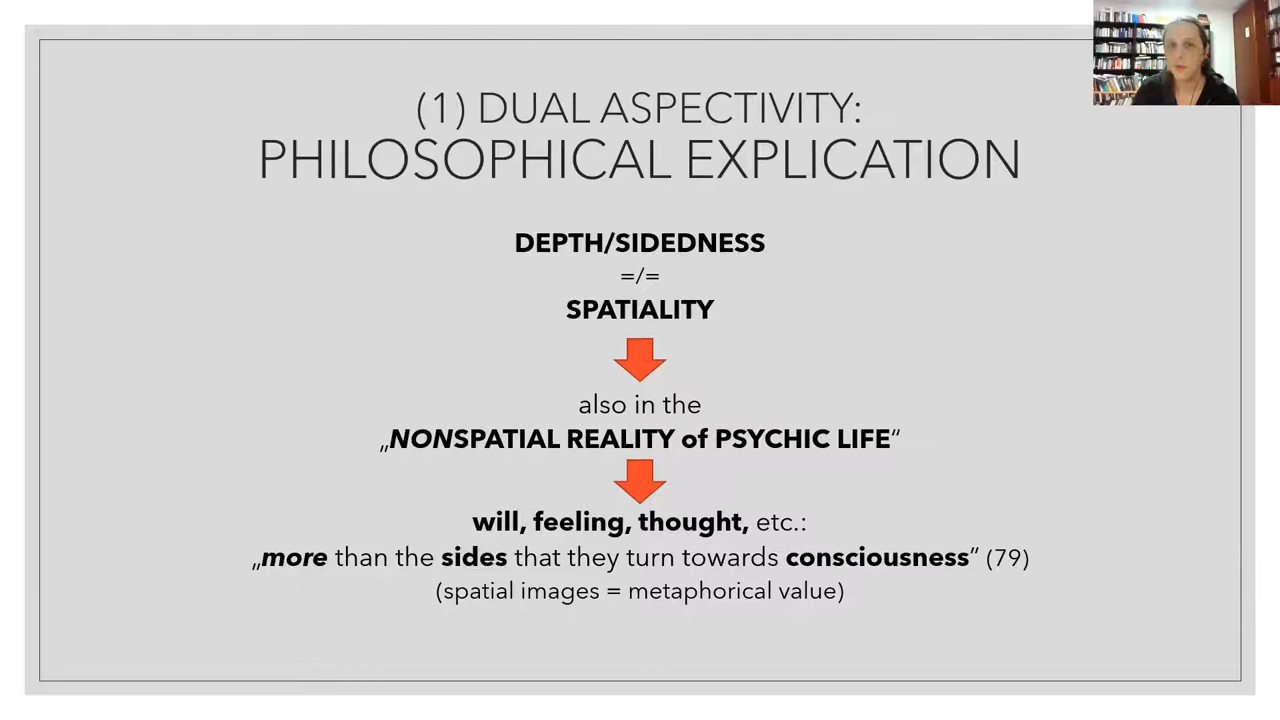 (1) DUAL ASPECTIVITY:
PHILOSOPHICAL EXPLICATION
DEPTH/SIDEDNESS
=/=
SPATIALITY
also in the
„NONSPATIAL REALITY of PSYCHIC LIFE“
will, feeling, thought, etc.:
„more than the sides that they turn towards consciousness“ (79)
(spatial images = metaphorical value)